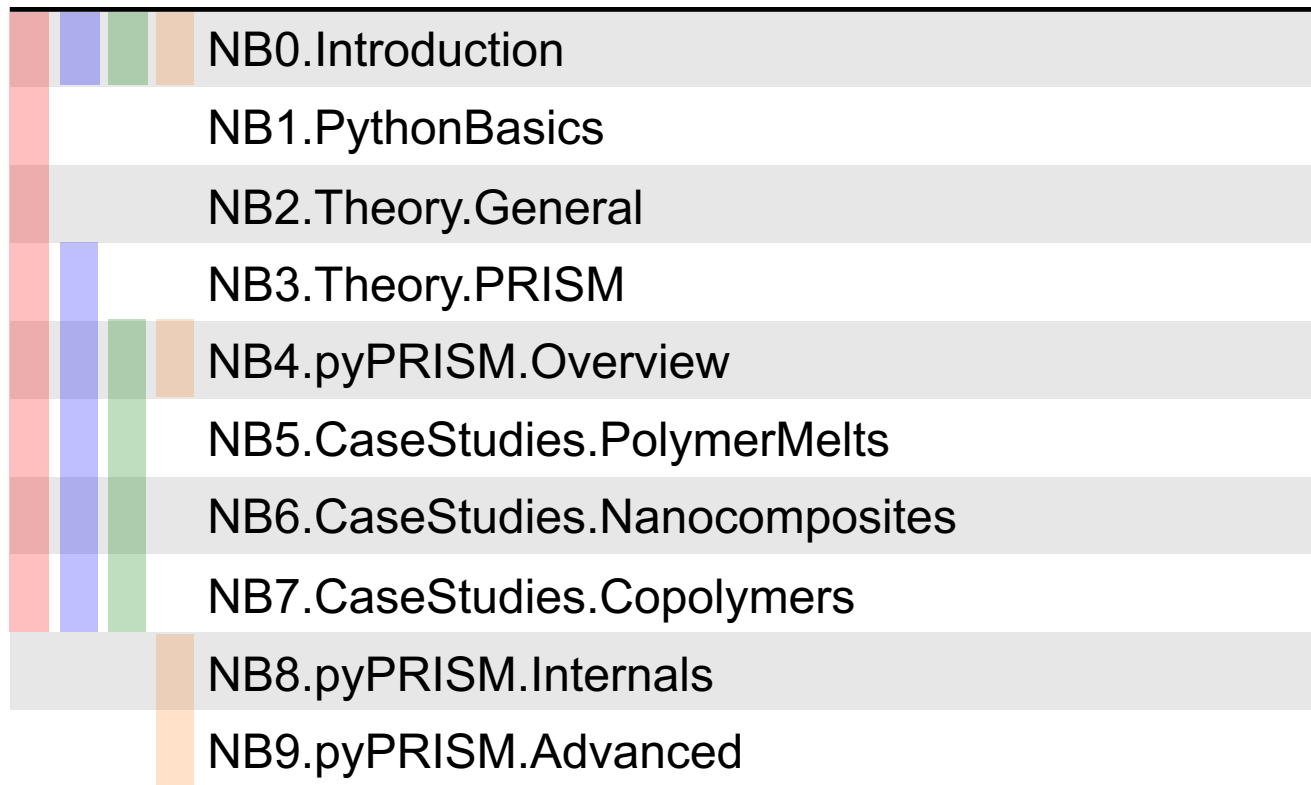 NB0.Introduction
NB1.PythonBasics
NB2.Theory.General
NB3.Theory.PRISM
NB4.pyPRISM.Overview
NB5.CaseStudies.PolymerMelts
NB6.CaseStudies.Nanocomposites
NB7.CaseStudies.Copolymers
NB8.pyPRISM.Internals
NB9.pyPRISM.Advanced